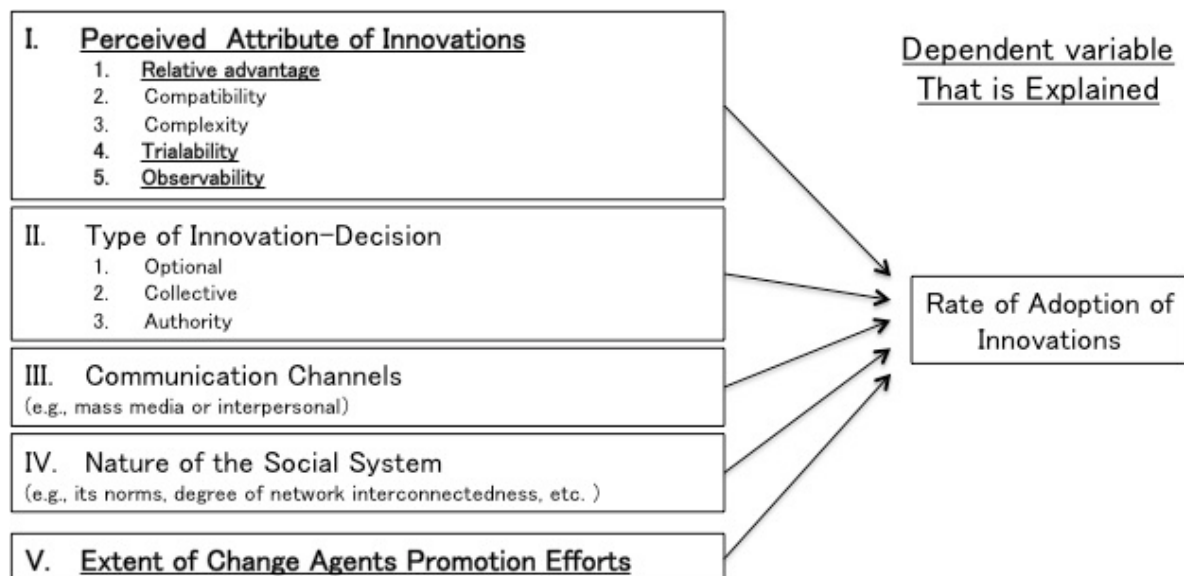 I. Perceived Attribute of Innovations
1. Relative advantage
2. Compatibility
3. Complexity
4. Trialability
5. Observability
II. Type of Innovation-Decision
1. Optional
2. Collective
3. Authority
III. Communication Channels
(e.g., mass media or interpersonal)
IV. Nature of the Social System
(e.g., its norms, degree of network interconnectedness, etc. )
V. Extent of Change Agents Promotion Efforts
Dependent variable
That is Explained
Rate of Adoption of
Innovations